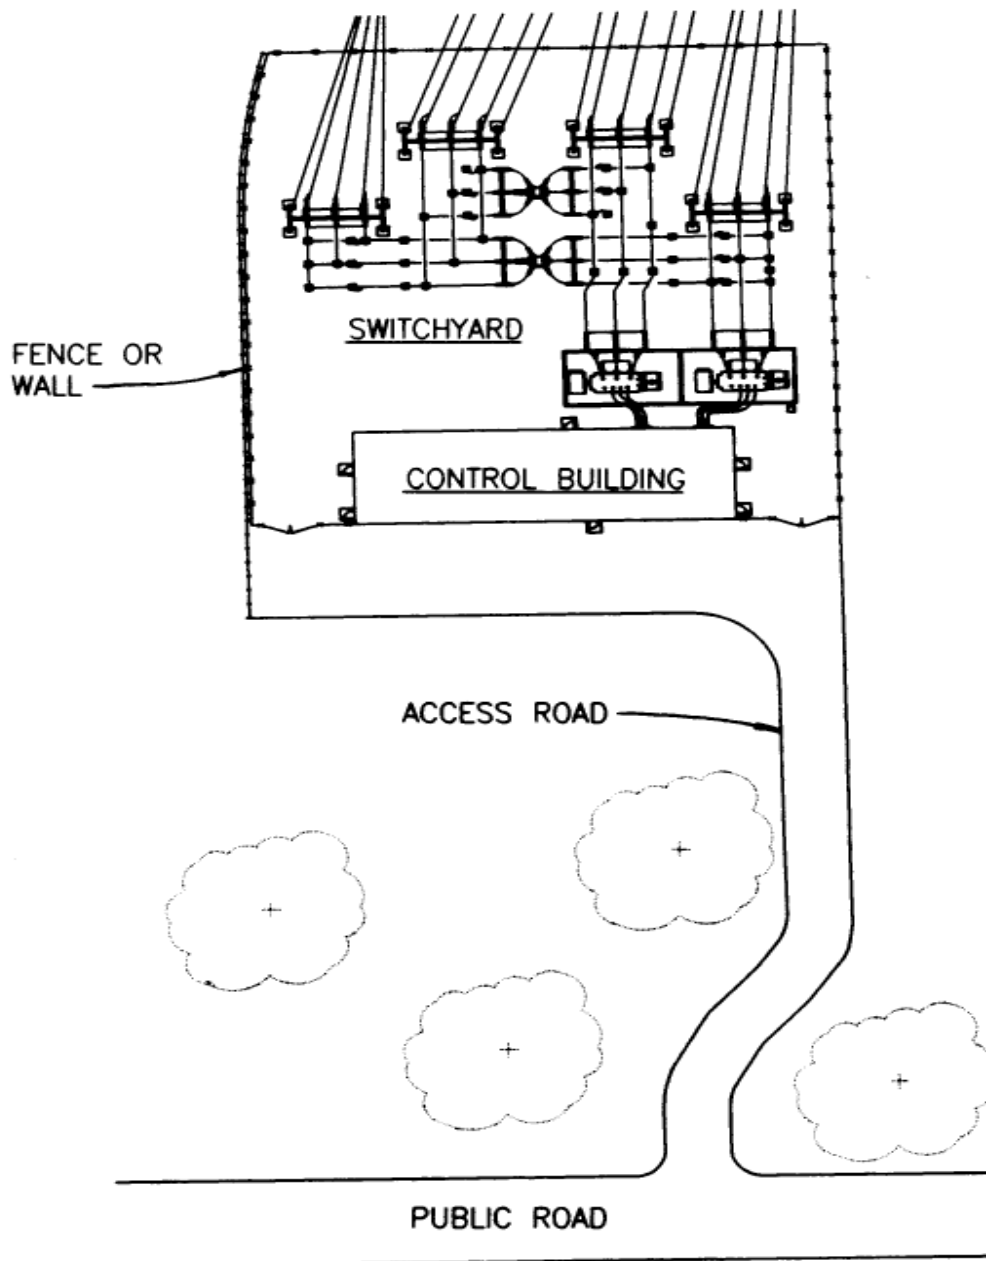 SWITCHYARD
FENCE OR
WALL
CONTROL BUILDING
ACCESS ROAD
PUBLIC ROAD